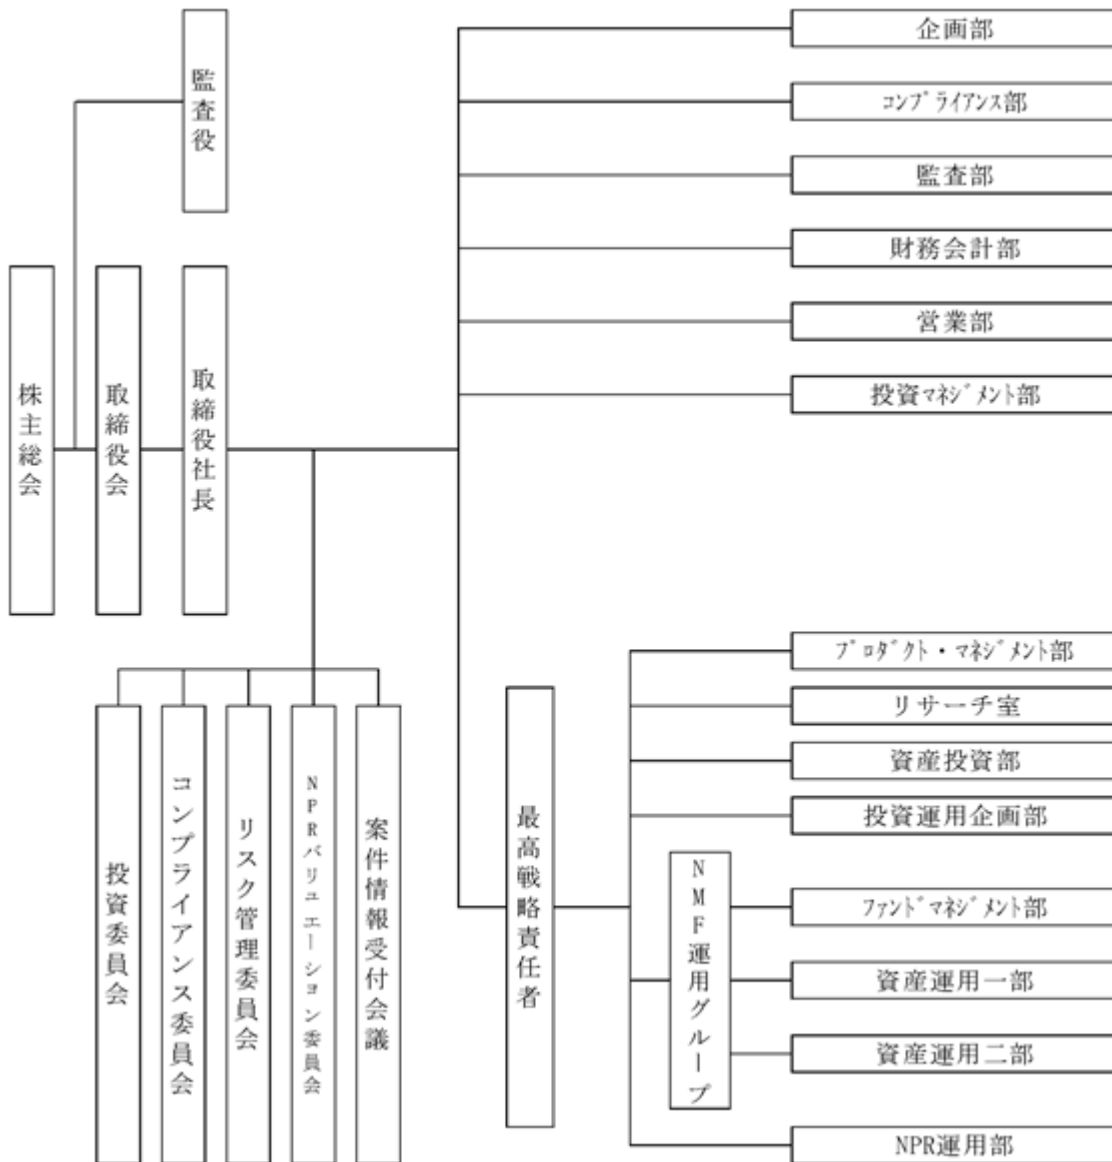 株主総会
監査役
取締役会
取締役社長
企画部
コンプライアンス部
監査部
財務会計部
営業部
投資マネジメント部
投資委員会
コンプライアンス委員会
リスク管理委員会
NPRバリュエーション委員会
案件情報受付会議
最高戦略責任者
プロダクト・マネジメント部
リサーチ室
資産投資部
投資運用企画部
NMF運用グループ
ファンドマネジメント部
資産運用一部
資産運用二部
NPR運用部